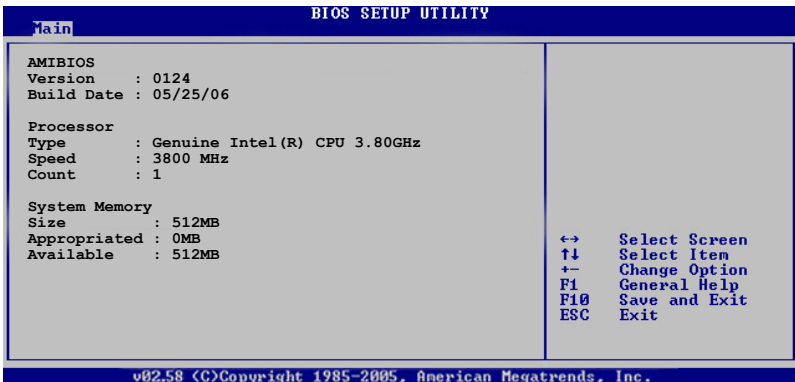 BIOS SETUP UTILITY
Main
AMIBIOS
Version : 0124
Build Date : 05/25/06
Processor
Type : Genuine Intel(R) CPU 3.80GHz
Speed : 3800 MHz
Count : 1
System Memory
Size : 512MB
Appropriated : 0MB
Available : 512MB
←→ Select Screen
↑↓ Select Item
+- Change Option
F1 General Help
F10 Save and Exit
ESC Exit
v02.58 (C)Copyright 1985-2005, American Megatrends, Inc.